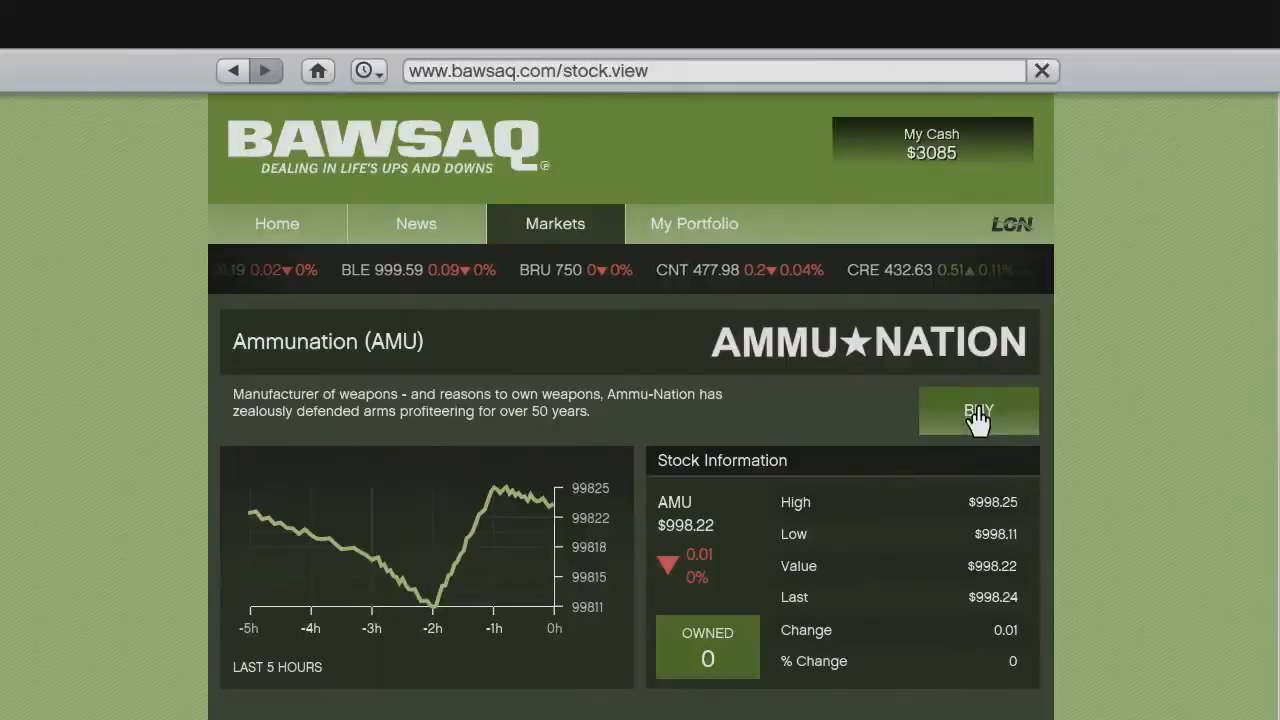 www.bawsaq.com/stock.view
BAWSAQ
DEALING IN LIFE'S UPS AND DOWNS
My Cash
$3085
Home News Markets My Portfolio LCN
0.02▼0% BLE 999.59 0.09▼0% BRU 750 0▼0% CNT 477.98 0.2▼0.04% CRE 432.63 0.51▲0.11%
Ammunation (AMU)
AMMU★NATION
Manufacturer of weapons - and reasons to own weapons, Ammu-Nation has
zealously defended arms profiteering for over 50 years.
BUY
99825
99822
99818
99815
99811
-5h -4h -3h -2h -1h 0h
LAST 5 HOURS
Stock Information
AMU
$998.22
0.01
0%
OWNED
0
High $998.25
Low $998.11
Value $998.22
Last $998.24
Change 0.01
% Change 0